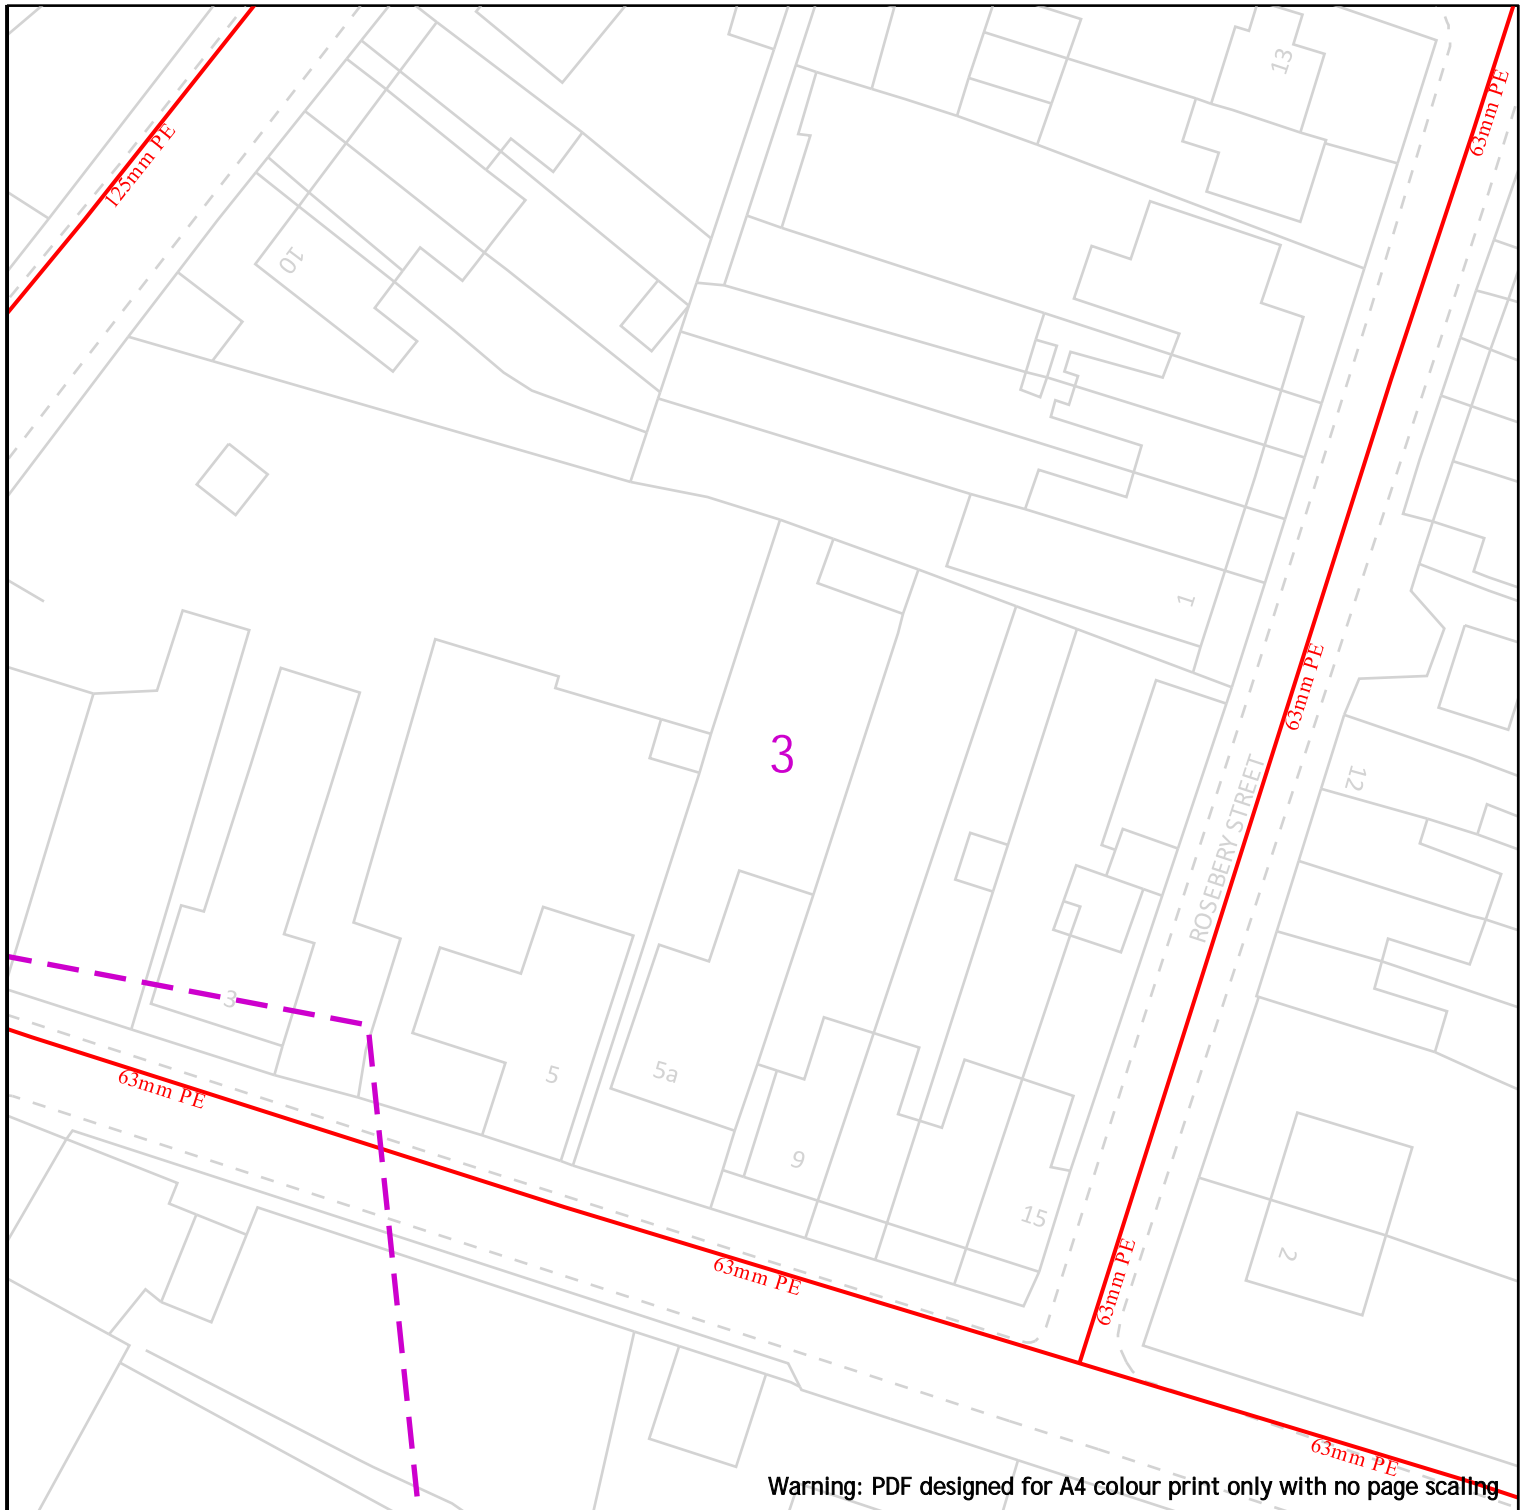 13
63mm PE
125mm PE
10
1
63mm PE
3
12
ROSEBERY STREET
3
5
5a
63mm PE
9
15
2
63mm PE
63mm PE
63mm PE
Warning: PDF designed for A4 colour print only with no page scaling